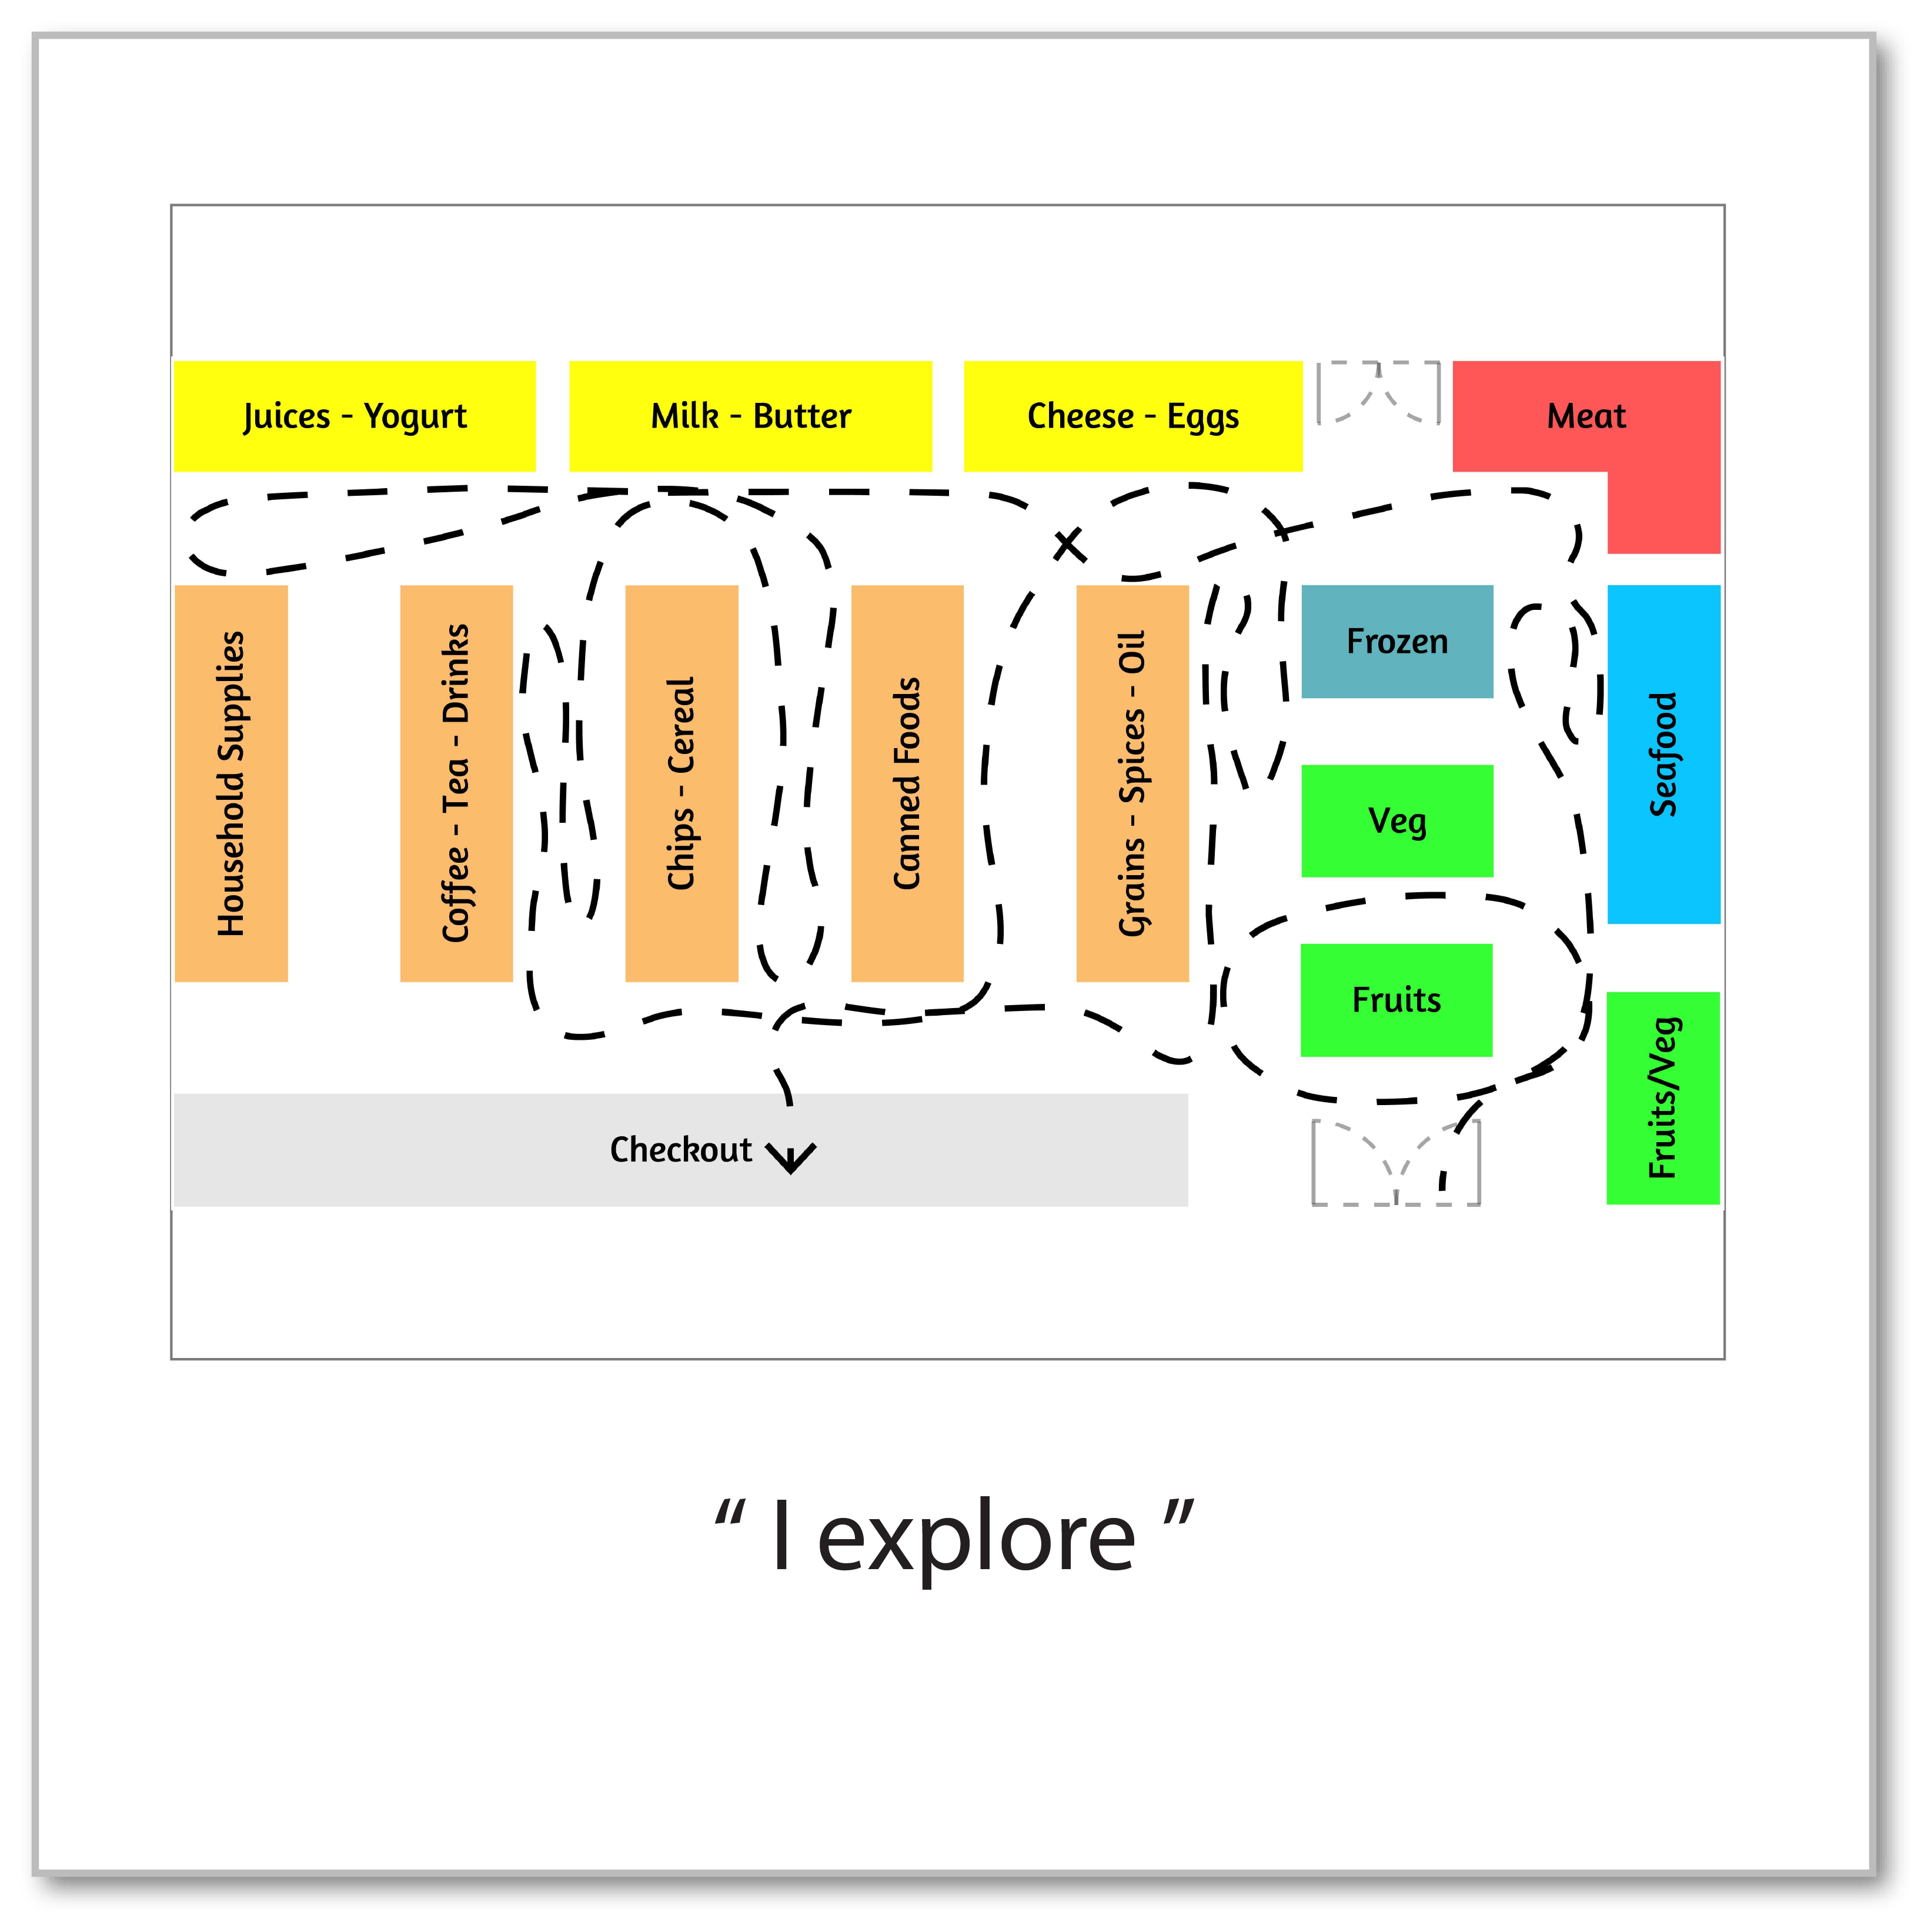 Juices - Yogurt
Milk - Butter
Cheese - Eggs
Meat
Household Supplies
Coffee - Tea - Drinks
Chips - Cereal
Canned Foods
Grains - Spices - Oil
Frozen
Veg
Fruits
Seafood
Fruits/Veg
Checkout
“ I explore ”